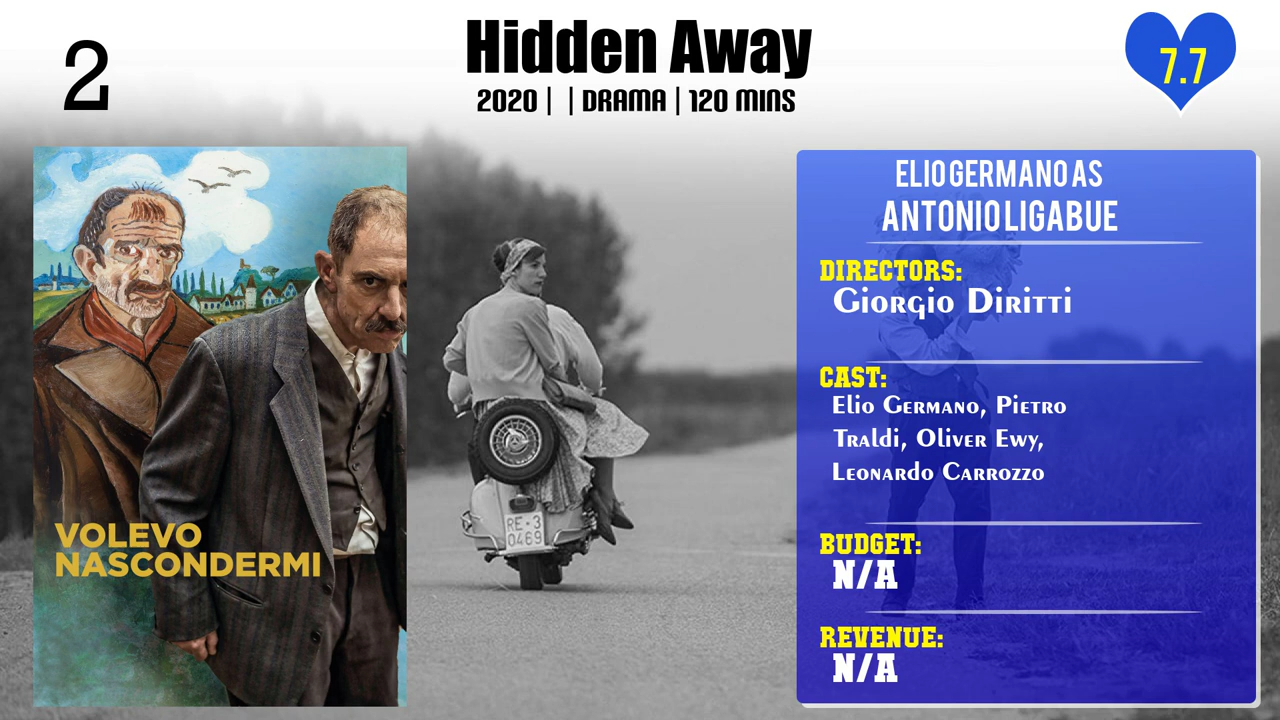 2
Hidden Away
2020 | | DRAMA | 120 MINS
7.7
VOLEVO
NASCONDERMI
RE·3
0469
ELIO GERMANO AS
ANTONIO LIGABUE
DIRECTORS:
Giorgio Diritti
CAST:
Elio Germano, Pietro
Traldi, Oliver Ewy,
Leonardo Carrozzo
BUDGET:
N/A
REVENUE:
N/A